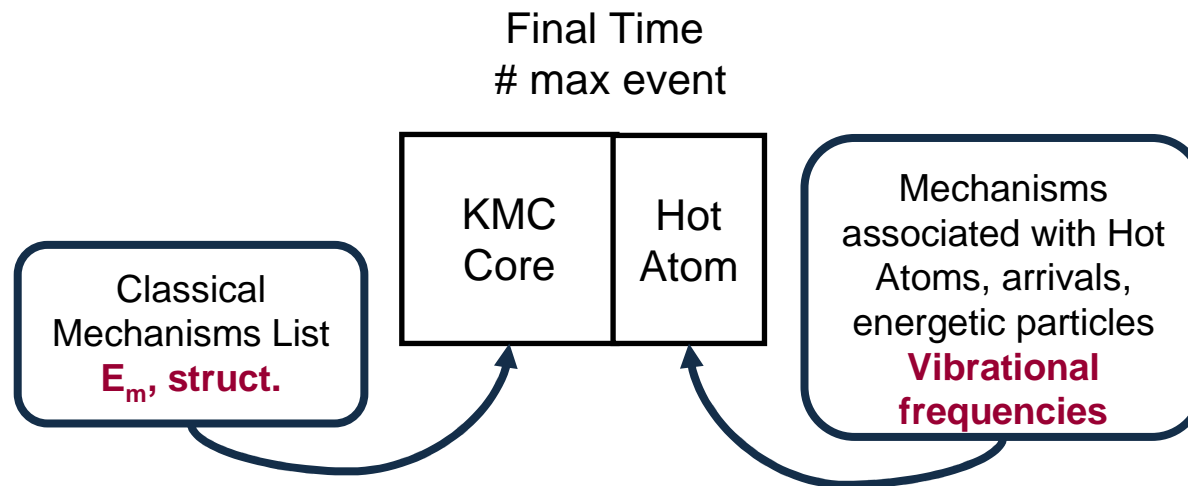 Final Time
# max event
KMC
Core
Hot
Atom
Classical
Mechanisms List
Em, struct.
Mechanisms
associated with Hot
Atoms, arrivals,
energetic particles
Vibrational
frequencies